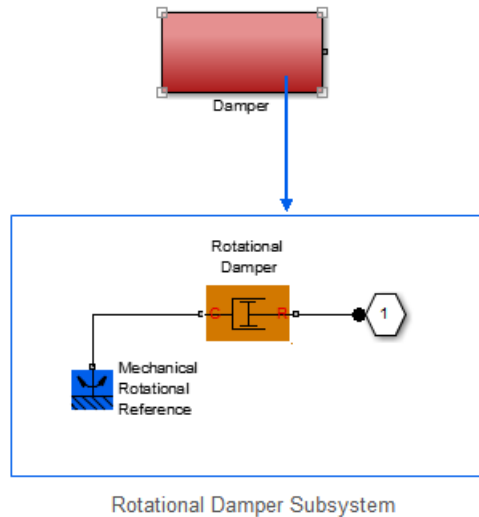 Damper
Rotational
Damper
C
R
1
Mechanical
Rotational
Reference
Rotational Damper Subsystem